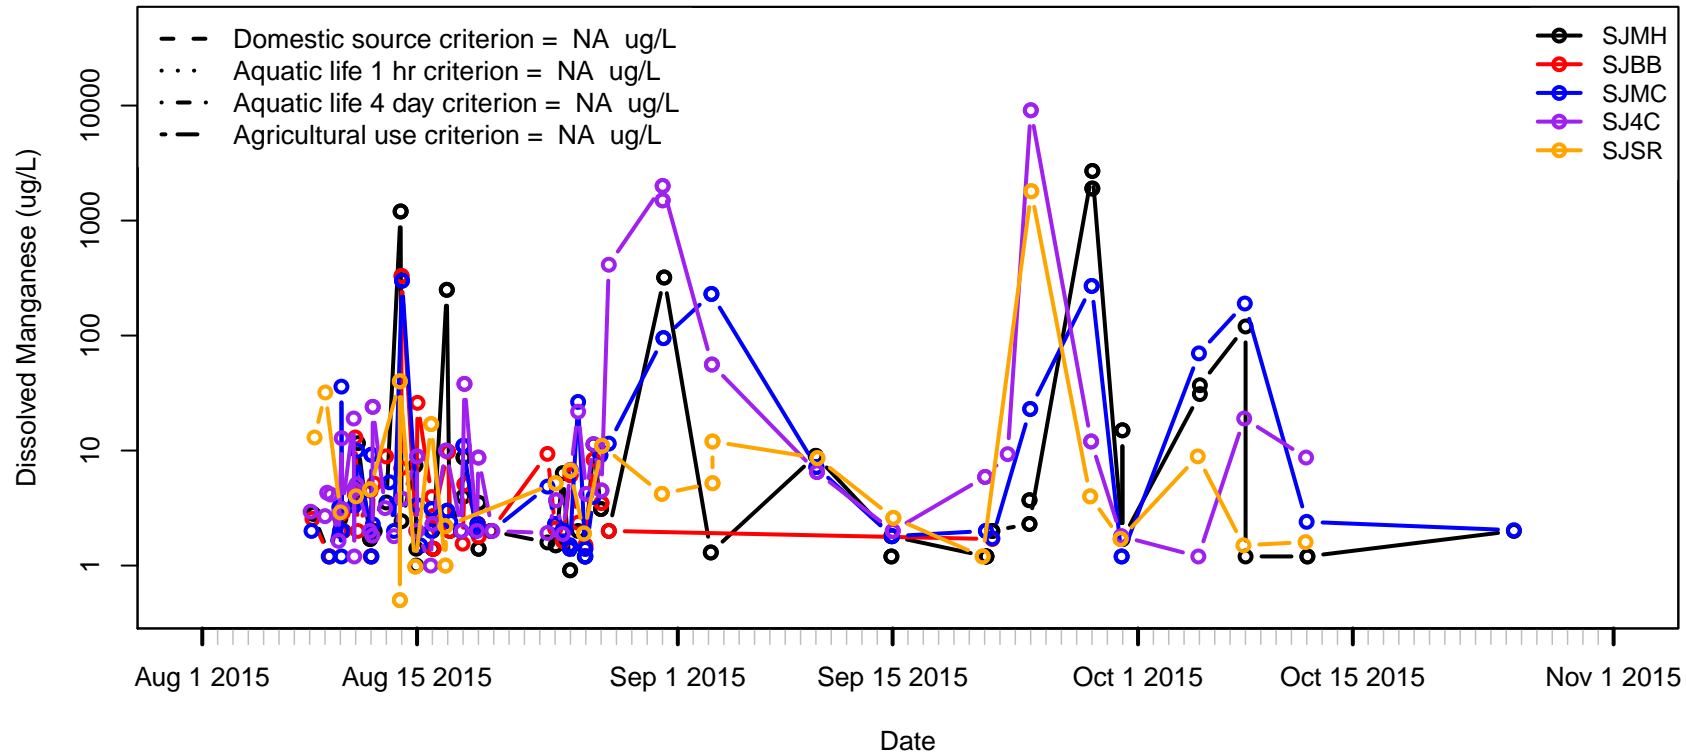 Domestic source criterion = NA ug/L
Aquatic life 1 hr criterion = NA ug/L
Aquatic life 4 day criterion = NA ug/L
Agricultural use criterion = NA ug/L
SJMH
SJBB
SJMC
SJ4C
SJSR
Dissolved Manganese (ug/L)
10000
1000
100
10
1
Aug 1 2015
Aug 15 2015
Sep 1 2015
Sep 15 2015
Oct 1 2015
Oct 15 2015
Nov 1 2015
Date